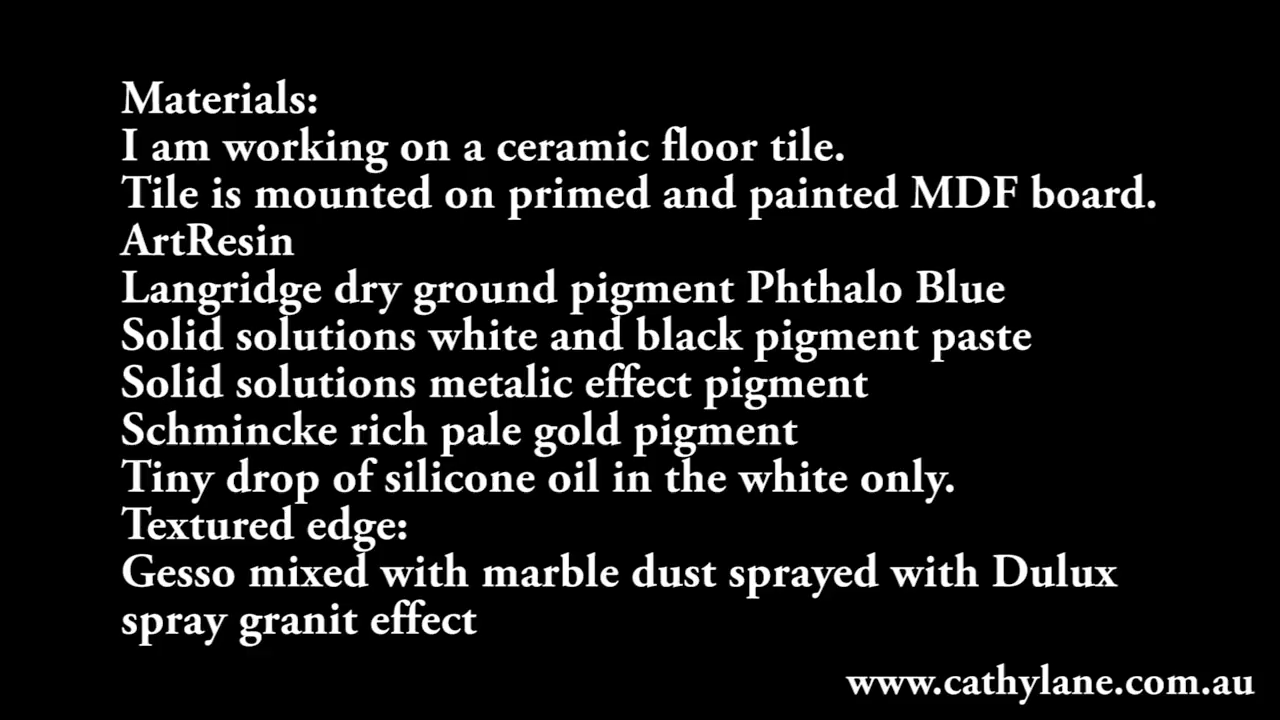 Materials:
I am working on a ceramic floor tile.
Tile is mounted on primed and painted MDF board.
ArtResin
Langridge dry ground pigment Phthalo Blue
Solid solutions white and black pigment paste
Solid solutions metalic effect pigment
Schmincke rich pale gold pigment
Tiny drop of silicone oil in the white only.
Textured edge:
Gesso mixed with marble dust sprayed with Dulux
spray granit effect
www.cathylane.com.au